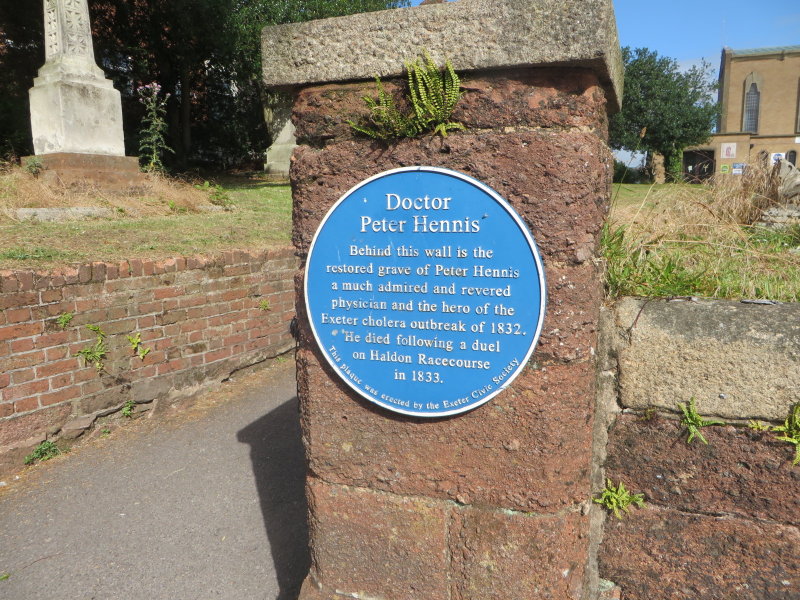 Doctor
Peter Hennis
Behind this wall is the
restored grave of Peter Hennis
a much admired and revered
physician and the hero of the
Exeter cholera outbreak of 1832.
He died following a duel
on Haldon Racecourse
in 1833.
This plaque was erected by the Exeter Civic Society